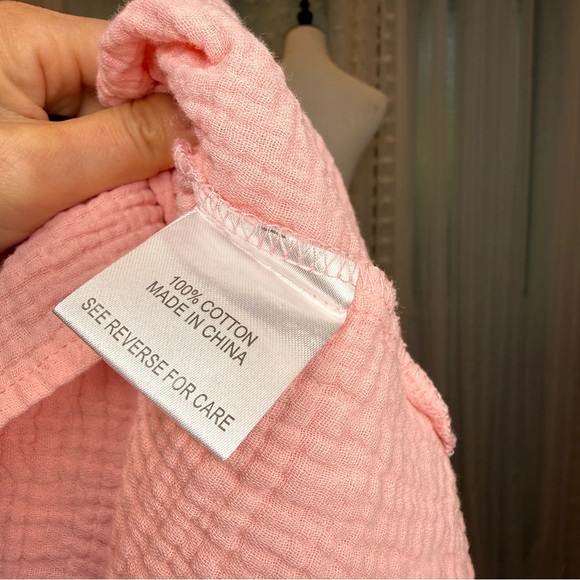 100% COTTON
MADE IN CHINA
SEE REVERSE FOR CARE